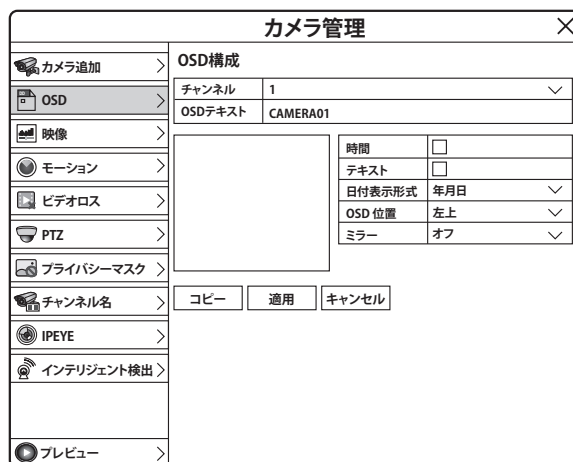 カメラ管理
カメラ追加
OSD
映像
モーション
ビデオロス
PTZ
プライバシーマスク
チャンネル名
IPEYE
インテリジェント検出
プレビュー
OSD構成
チャンネル 1
OSDテキスト CAMERA01
時間
テキスト
日付表示形式 年月日
OSD 位置 左上
ミラー オフ
コピー 適用 キャンセル